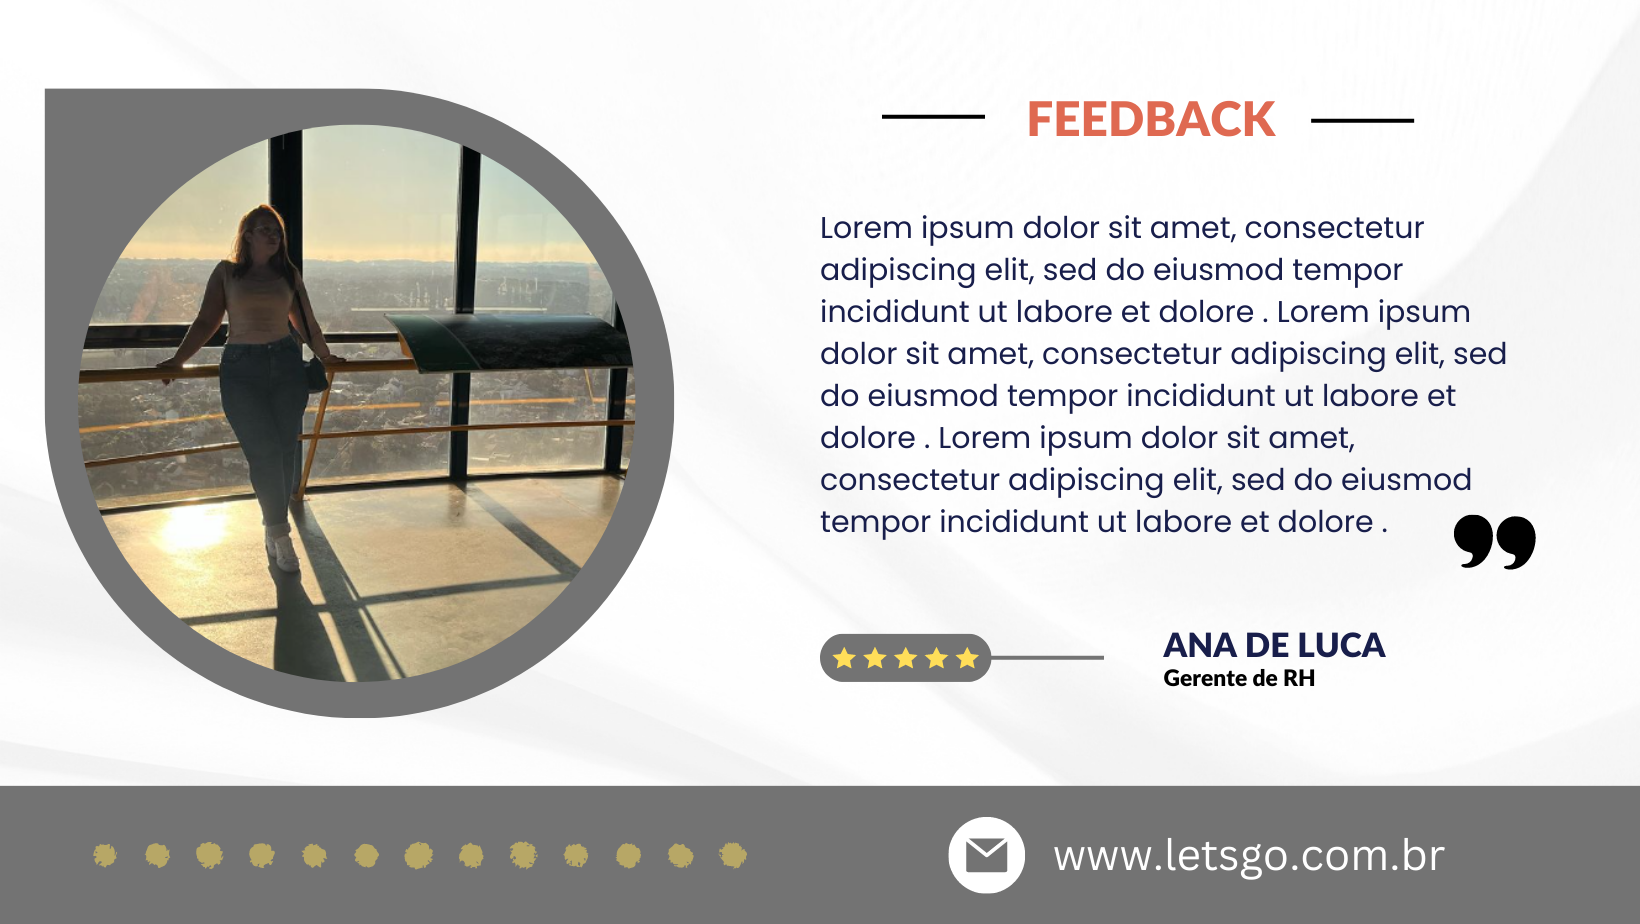 FEEDBACK
Lorem ipsum dolor sit amet, consectetur
adipiscing elit, sed do eiusmod tempor
incididunt ut labore et dolore . Lorem ipsum
dolor sit amet, consectetur adipiscing elit, sed
do eiusmod tempor incididunt ut labore et
dolore . Lorem ipsum dolor sit amet,
consectetur adipiscing elit, sed do eiusmod
tempor incididunt ut labore et dolore .
”
ANA DE LUCA
Gerente de RH
www.letsgo.com.br